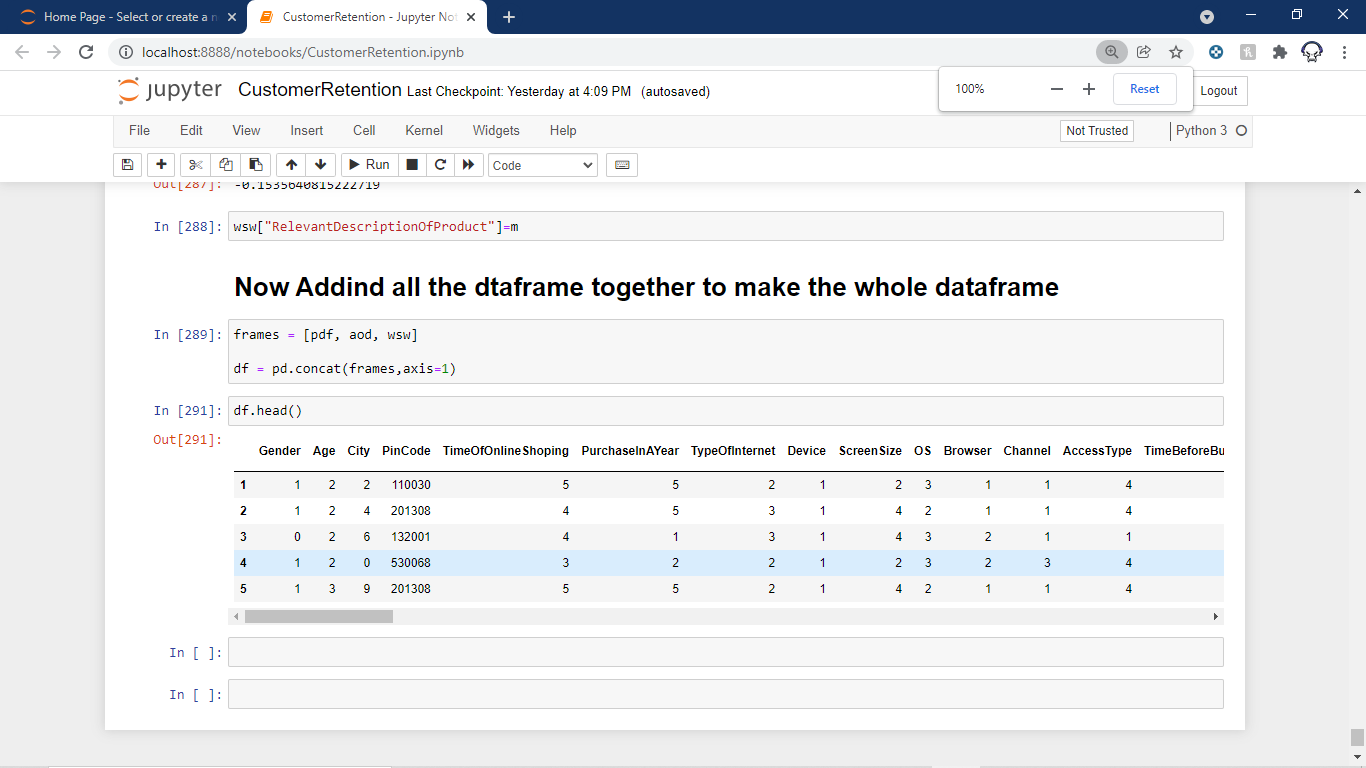 Home Page - Select or create a n
CustomerRetention - Jupyter Not
localhost:8888/notebooks/CustomerRetention.ipynb
100%
Reset
jupyter CustomerRetention Last Checkpoint: Yesterday at 4:09 PM (autosaved)
Logout
File Edit View Insert Cell Kernel Widgets Help
Not Trusted
Python 3
Run
Code
Out[287]: -0.1535640815222719
In [288]: wsw["RelevantDescriptionOfProduct"]=m
Now Addind all the dtaframe together to make the whole dataframe
In [289]: frames = [pdf, aod, wsw]
df = pd.concat(frames,axis=1)
In [291]: df.head()
Out[291]:
Gender Age City PinCode TimeOfOnlineShoping PurchaseInAYear TypeOfInternet Device ScreenSize OS Browser Channel AccessType TimeBeforeBu
1 1 2 2 110030 5 5 2 1 2 3 1 1 4
2 1 2 4 201308 4 5 3 1 4 2 1 1 4
3 0 2 6 132001 4 1 3 1 4 3 2 1 1
4 1 2 0 530068 3 2 2 1 2 3 2 3 4
5 1 3 9 201308 5 5 2 1 4 2 1 1 4
In [ ]:
In [ ]: